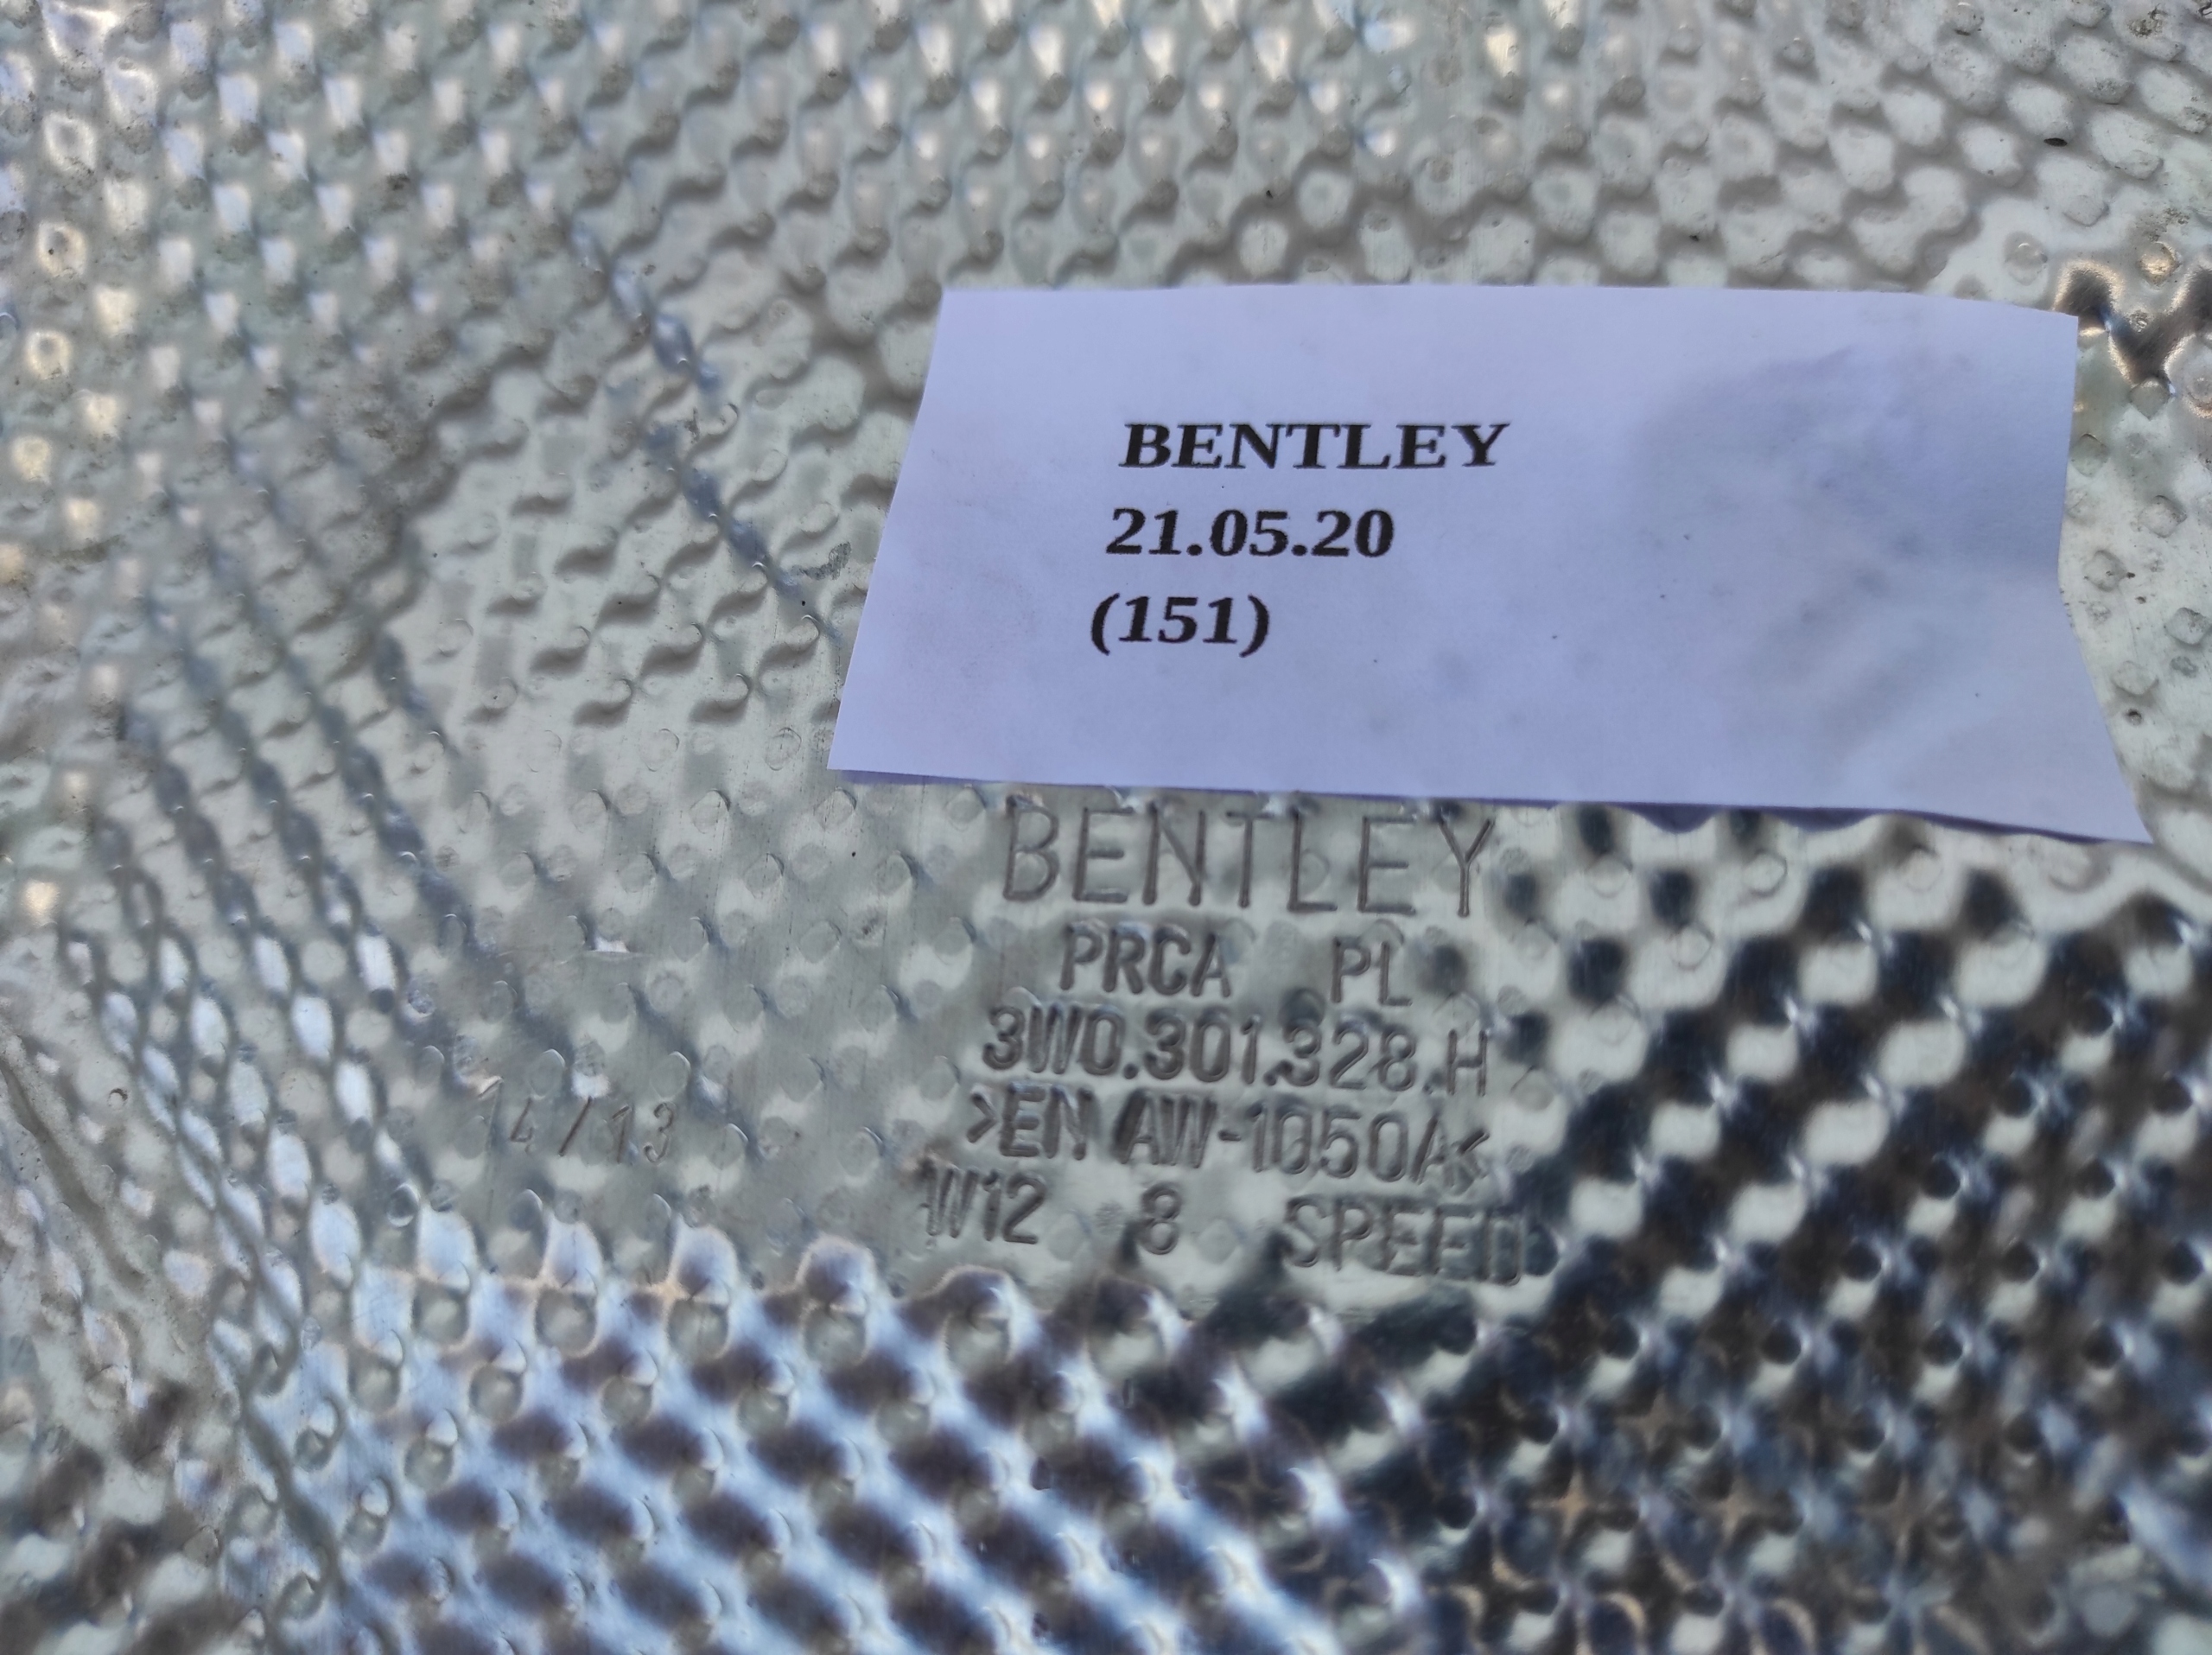 BENTLEY
21.05.20
(151)
BENTLEY
PRCA PL
3W0.301.328.H
>EN AW-1050A<
14/13
W12 8 SPEED